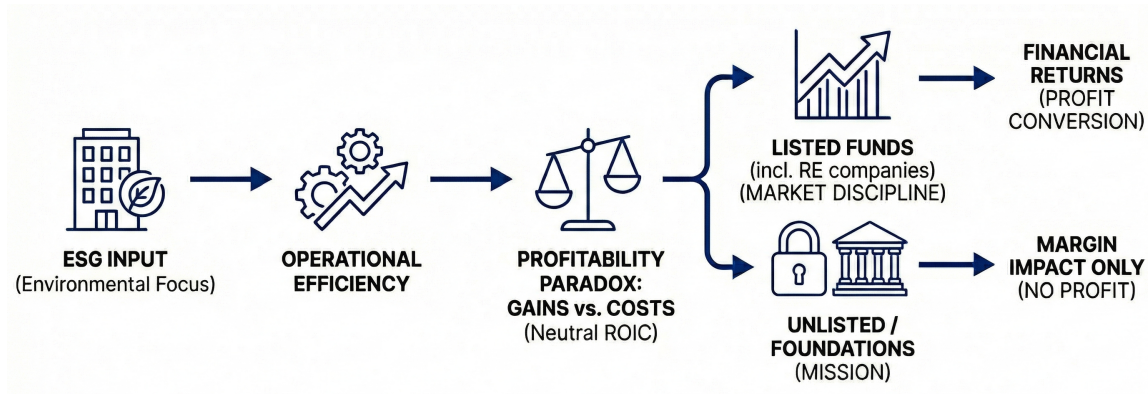 ESG INPUT
(Environmental Focus)
OPERATIONAL
EFFICIENCY
PROFITABILITY
PARADOX:
GAINS vs. COSTS
(Neutral ROIC)
LISTED FUNDS
(incl. RE companies)
(MARKET DISCIPLINE)
FINANCIAL
RETURNS
(PROFIT
CONVERSION)
UNLISTED /
FOUNDATIONS
(MISSION)
MARGIN
IMPACT ONLY
(NO PROFIT)